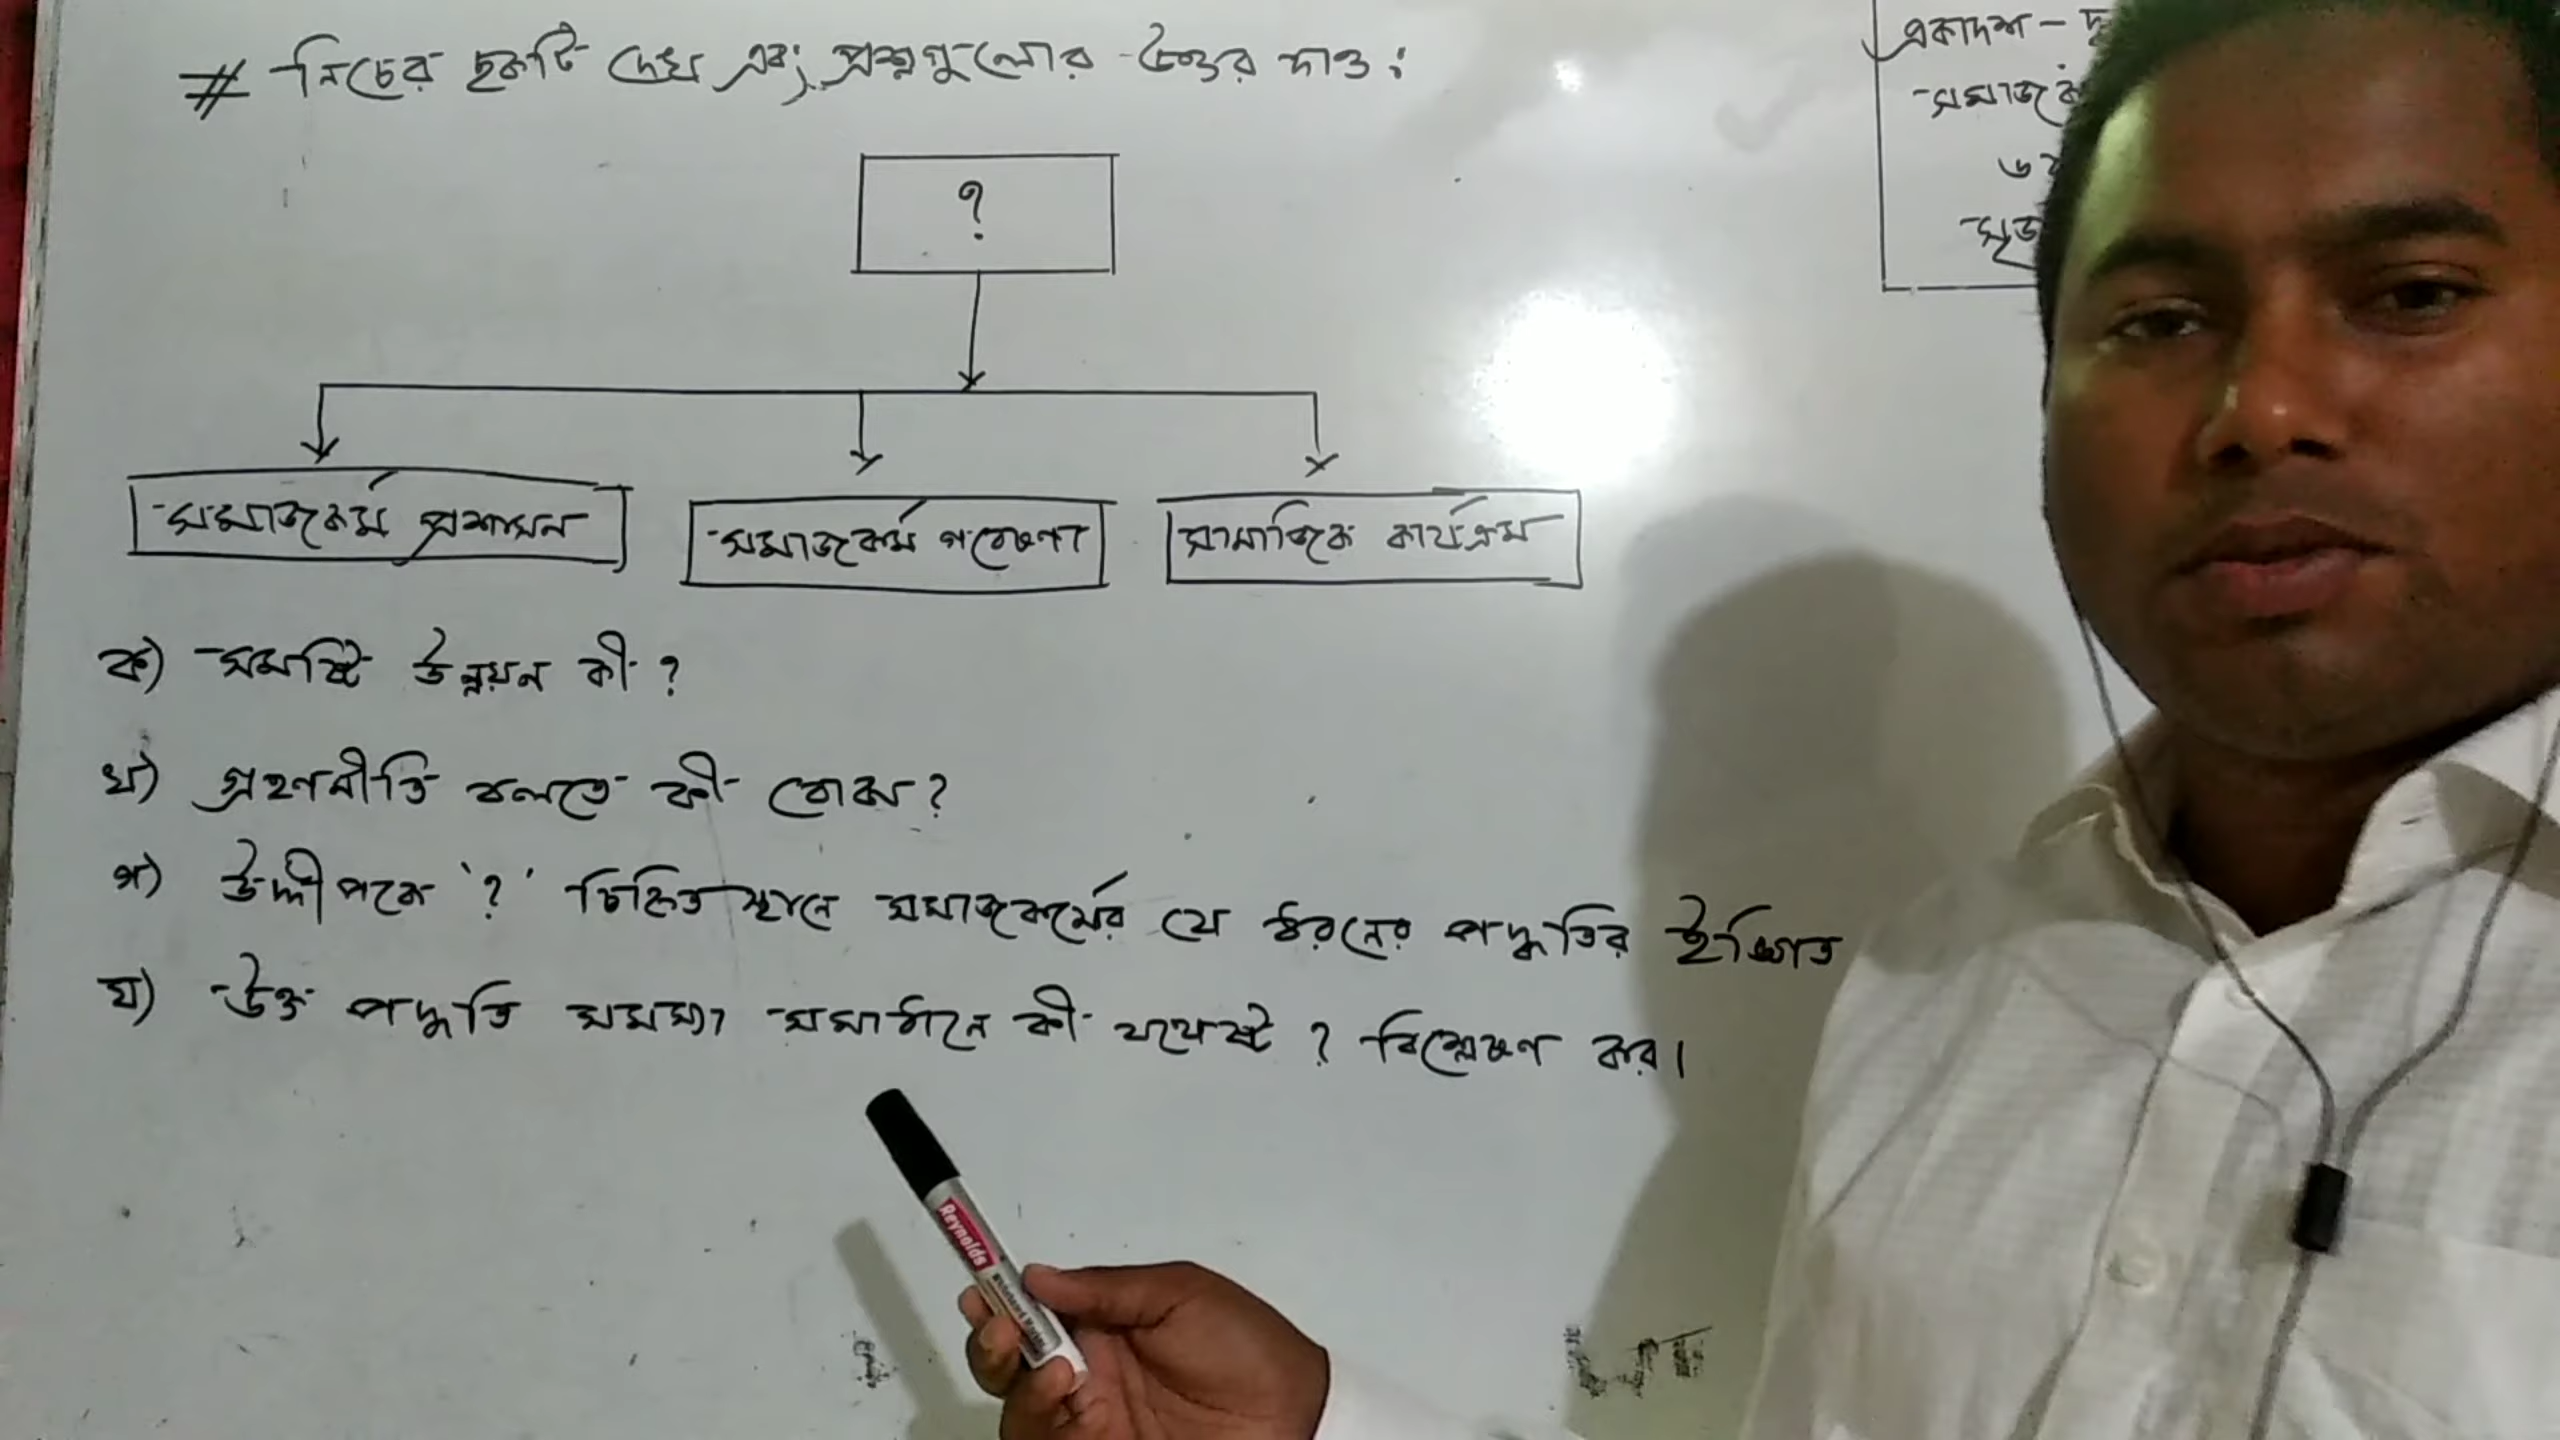 # নিচের ছকটি দেখ এবং প্রশ্নগুলোর উত্তর দাও:
?
সমাজকর্ম প্রশাসন
সমাজকর্ম গবেষণা
সামাজিক কার্যক্রম
ক) সমষ্টি উন্নয়ন কী?
খ) গ্রহণনীতি বলতে কী বোঝ?
গ) উদ্দীপকে '?' চিহ্নিত স্থানে সমাজকর্মের যে ধরনের পদ্ধতির ইঙ্গিত
ঘ) উক্ত পদ্ধতি সমস্যা সমাধানে কী যথেষ্ট? বিশ্লেষণ কর।
একাদশ –
Reynolds
Whiteboard Marker